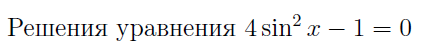 Решения уравнения 4 sin² x − 1 = 0